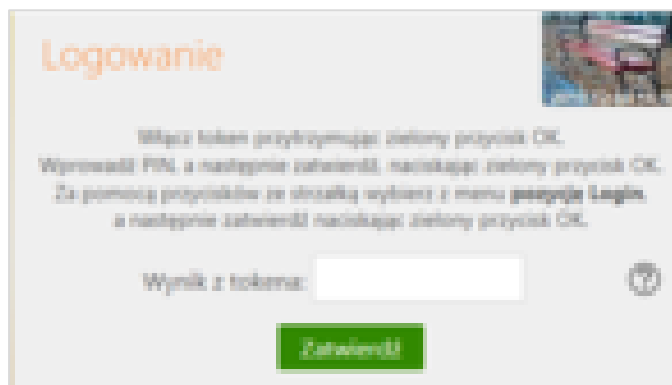 Logowanie
Włącz token przytrzymując zielony przycisk OK.
Wprowadź PIN, a następnie zatwierdź, naciskając zielony przycisk OK.
Za pomocą przycisków ze strzałką wybierz z menu pozycję Login,
a następnie zatwierdź naciskając zielony przycisk OK.
Wynik z tokena:
Zatwierdź